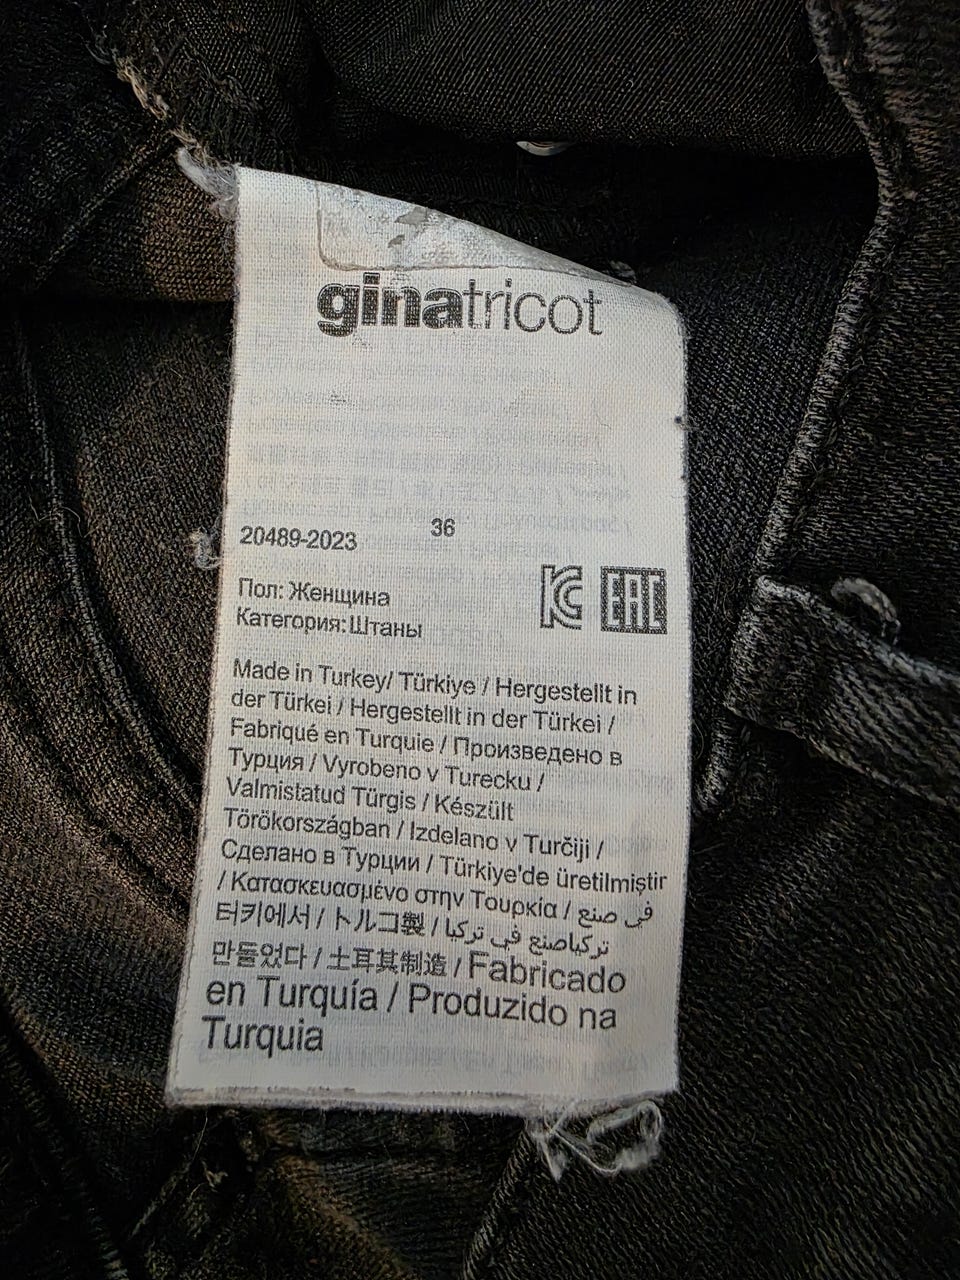 ginatricot
20489-2023 36
Пол: Женщина
Категория:Штаны
KC EAC
Made in Turkey/ Türkiye / Hergestellt in
der Türkei / Hergestellt in der Türkei /
Fabriqué en Turquie / Произведено в
Турция / Vyrobeno v Turecku /
Valmistatud Türgis / Készült
Törökországban / Izdelano v Turčiji /
Сделано в Турции / Türkiye'de üretilmiştir
/ Κατασκευασμένο στην Τουρκία / في صنع
터키에서 / トルコ製 / تركياصنع في تركيا
만들었다 / 土耳其制造 / Fabricado
en Turquía / Produzido na
Turquia